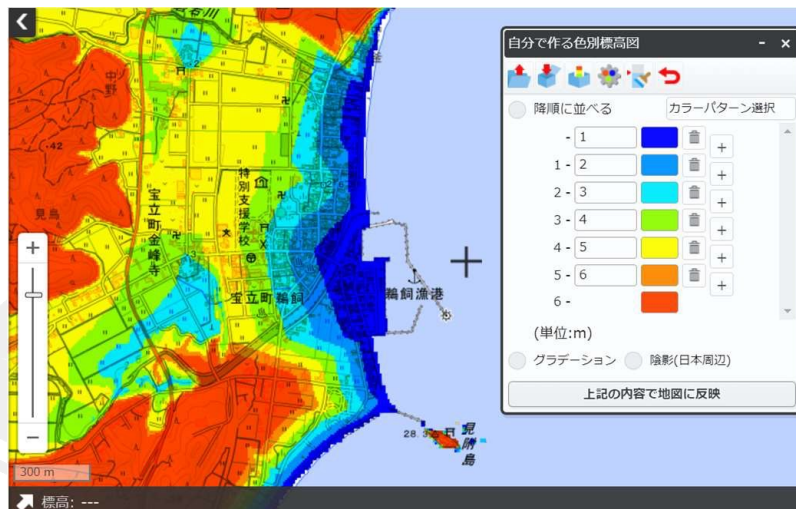 自分で作る色別標高図
降順に並べる
カラーパターン選択
- 1
1 - 2
2 - 3
3 - 4
4 - 5
5 - 6
6 -
(単位:m)
グラデーション
陰影(日本周辺)
上記の内容で地図に反映
中野
・42
見島
宝立町金峰寺
特別支援学校
宝立町鵜飼
鵜飼漁港
28.3
見附島
300 m
標高: ---